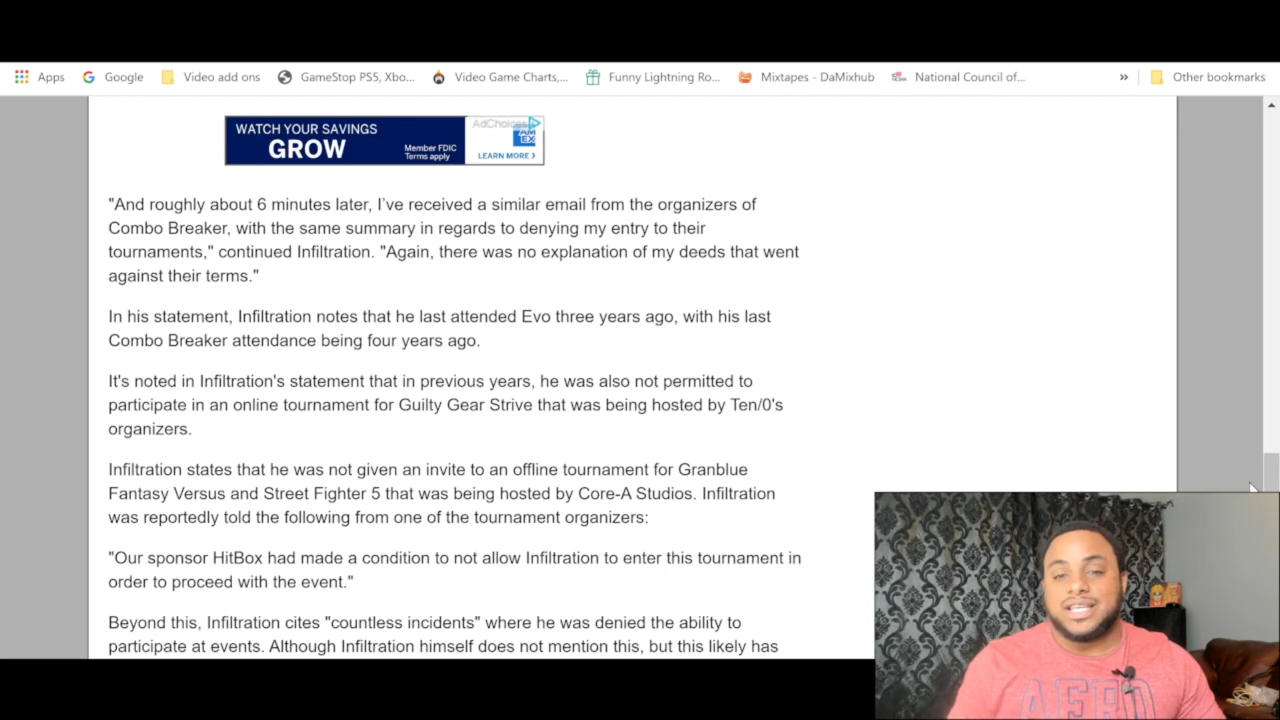 Apps Google Video add ons GameStop PS5, Xbo... Video Game Charts,... Funny Lightning Ro... Mixtapes - DaMixhub National Council of... » Other bookmarks
WATCH YOUR SAVINGS
GROW
Member FDIC
Terms apply
AdChoices
AM
EX
LEARN MORE >
"And roughly about 6 minutes later, I've received a similar email from the organizers of
Combo Breaker, with the same summary in regards to denying my entry to their
tournaments," continued Infiltration. "Again, there was no explanation of my deeds that went
against their terms."
In his statement, Infiltration notes that he last attended Evo three years ago, with his last
Combo Breaker attendance being four years ago.
It's noted in Infiltration's statement that in previous years, he was also not permitted to
participate in an online tournament for Guilty Gear Strive that was being hosted by Ten/0's
organizers.
Infiltration states that he was not given an invite to an offline tournament for Granblue
Fantasy Versus and Street Fighter 5 that was being hosted by Core-A Studios. Infiltration
was reportedly told the following from one of the tournament organizers:
"Our sponsor HitBox had made a condition to not allow Infiltration to enter this tournament in
order to proceed with the event."
Beyond this, Infiltration cites "countless incidents" where he was denied the ability to
participate at events. Although Infiltration himself does not mention this, but this likely has
AERO